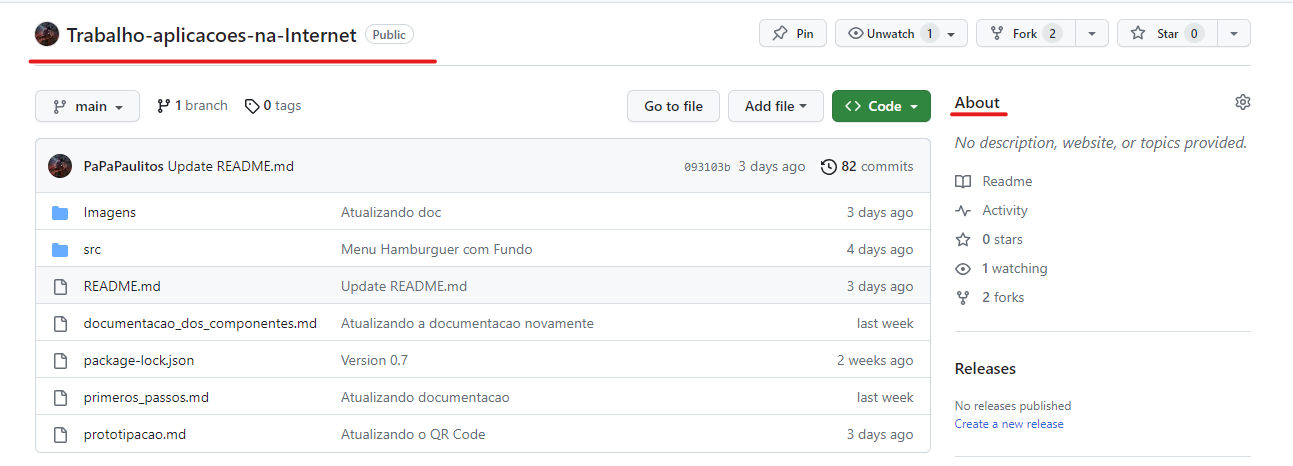 Trabalho-aplicacoes-na-Internet Public Pin Unwatch 1 Fork 2 Star 0
main 1 branch 0 tags Go to file Add file <> Code
About
No description, website, or topics provided.
Readme
Activity
0 stars
1 watching
2 forks
Releases
No releases published
Create a new release
PaPaPaulitos Update README.md 093103b 3 days ago 82 commits
Imagens Atualizando doc 3 days ago
src Menu Hamburguer com Fundo 4 days ago
README.md Update README.md 3 days ago
documentacao_dos_componentes.md Atualizando a documentacao novamente last week
package-lock.json Version 0.7 2 weeks ago
primeros_passos.md Atualizando documentacao last week
prototipacao.md Atualizando o QR Code 3 days ago